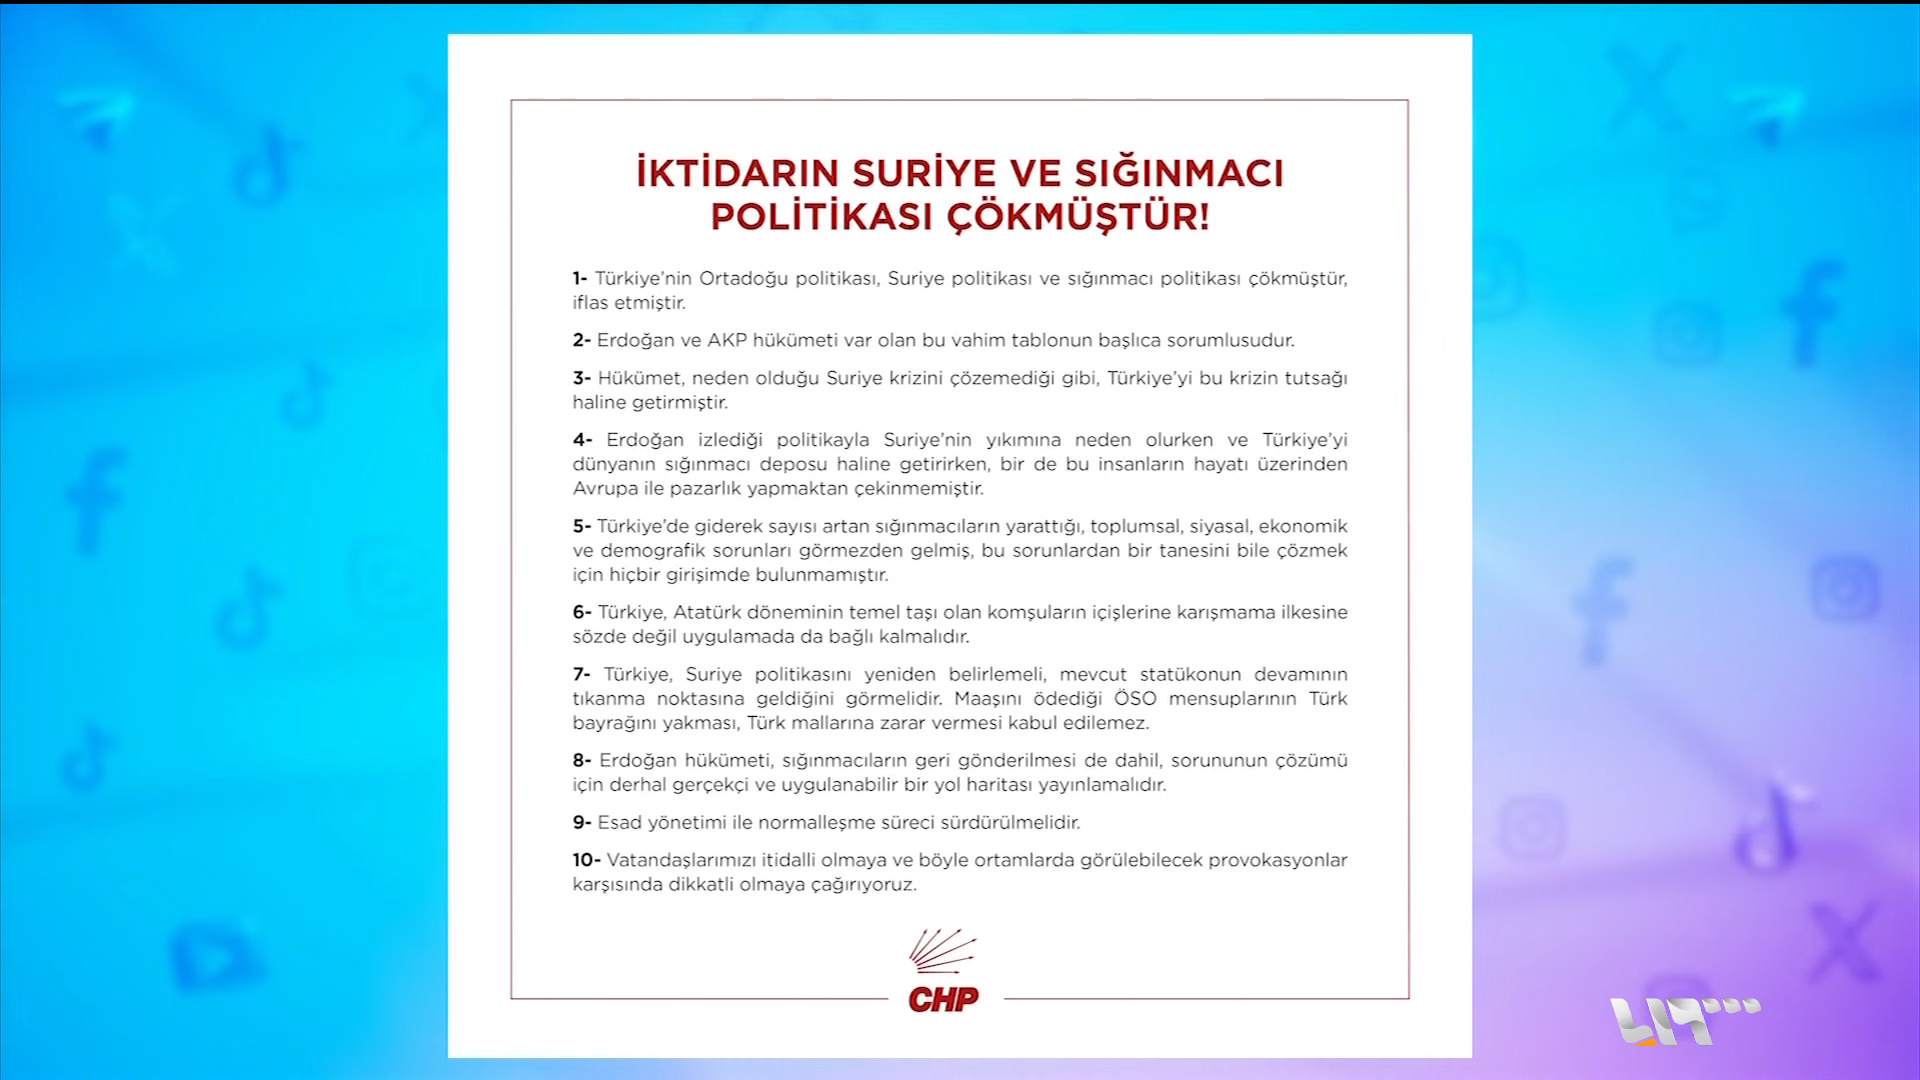 İKTİDARIN SURİYE VE SIĞINMACI
POLİTİKASI ÇÖKMÜŞTÜR!
1- Türkiye’nin Ortadoğu politikası, Suriye politikası ve sığınmacı politikası çökmüştür,
iflas etmiştir.
2- Erdoğan ve AKP hükümeti var olan bu vahim tablonun başlıca sorumlusudur.
3- Hükümet, neden olduğu Suriye krizini çözemediği gibi, Türkiye’yi bu krizin tutsağı
haline getirmiştir.
4- Erdoğan izlediği politikayla Suriye’nin yıkımına neden olurken ve Türkiye’yi
dünyanın sığınmacı deposu haline getirirken, bir de bu insanların hayatı üzerinden
Avrupa ile pazarlık yapmaktan çekinmemiştir.
5- Türkiye’de giderek sayısı artan sığınmacıların yarattığı, toplumsal, siyasal, ekonomik
ve demografik sorunları görmezden gelmiş, bu sorunlardan bir tanesini bile çözmek
için hiçbir girişimde bulunmamıştır.
6- Türkiye, Atatürk döneminin temel taşı olan komşuların içişlerine karışmama ilkesine
sözde değil uygulamada da bağlı kalmalıdır.
7- Türkiye, Suriye politikasını yeniden belirlemeli, mevcut statükonun devamının
tıkanma noktasına geldiğini görmelidir. Maaşını ödediği ÖSO mensuplarının Türk
bayrağını yakması, Türk mallarına zarar vermesi kabul edilemez.
8- Erdoğan hükümeti, sığınmacıların geri gönderilmesi de dahil, sorununun çözümü
için derhal gerçekçi ve uygulanabilir bir yol haritası yayınlamalıdır.
9- Esad yönetimi ile normalleşme süreci sürdürülmelidir.
10- Vatandaşlarımızı itidalli olmaya ve böyle ortamlarda görülebilecek provokasyonlar
karşısında dikkatli olmaya çağırıyoruz.
CHP